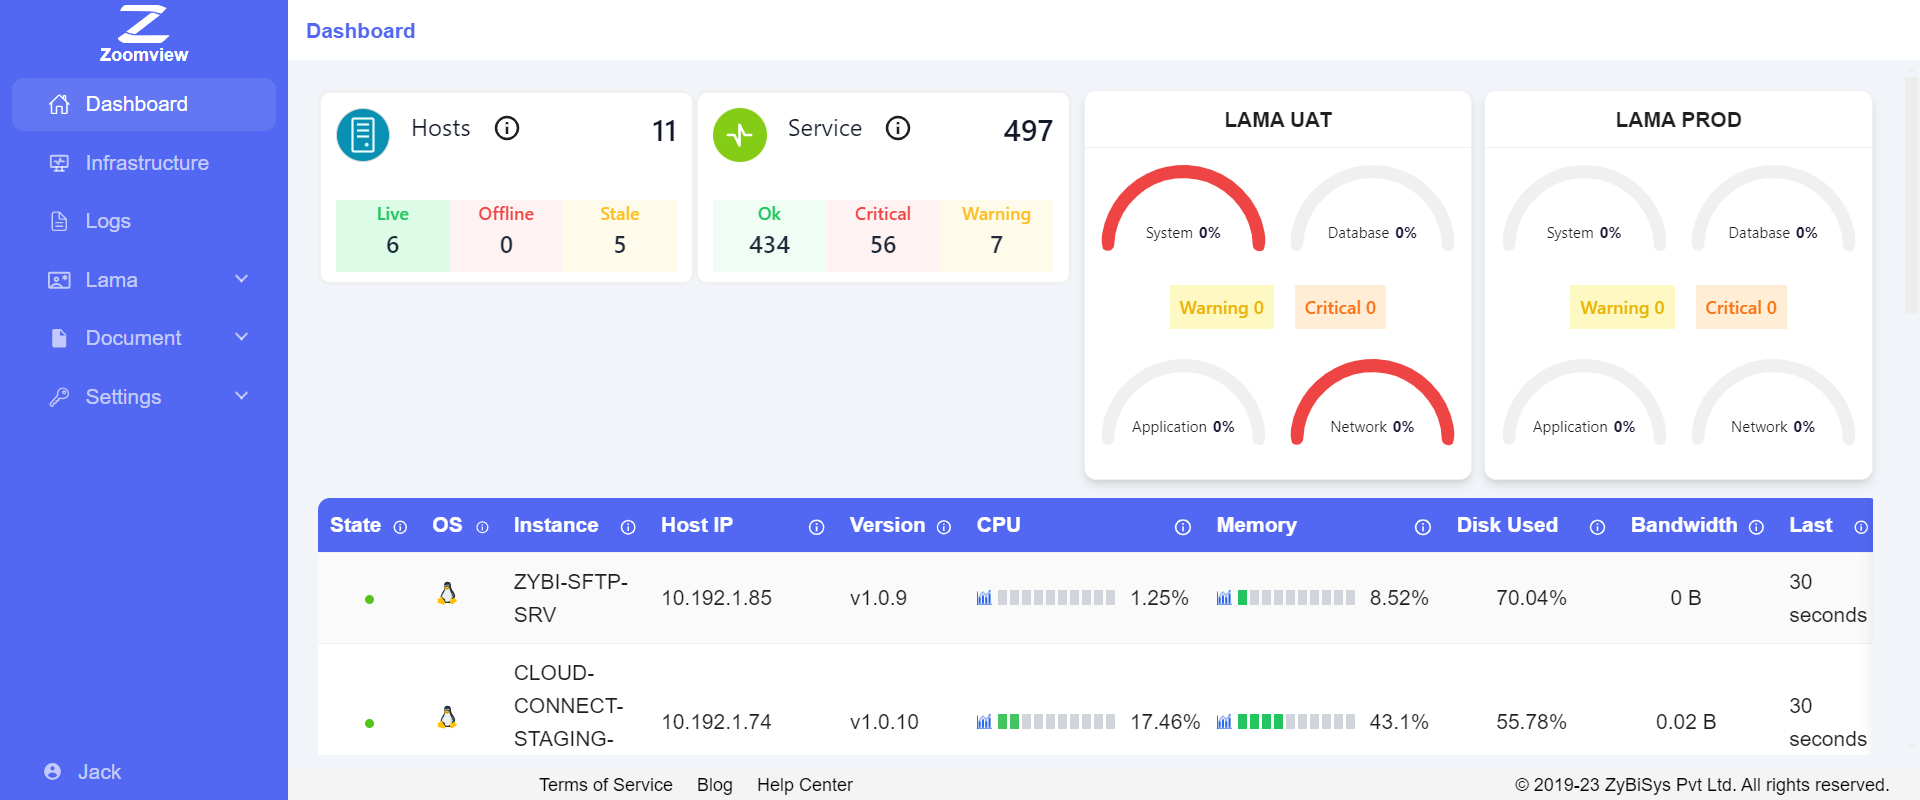 Zoomview
Dashboard
Infrastructure
Logs
Lama
Document
Settings
Jack
Dashboard
Hosts 11
Live Offline Stale
6 0 5
Service 497
Ok Critical Warning
434 56 7
LAMA UAT
System 0% Database 0%
Warning 0 Critical 0
Application 0% Network 0%
LAMA PROD
System 0% Database 0%
Warning 0 Critical 0
Application 0% Network 0%
State OS Instance Host IP Version CPU Memory Disk Used Bandwidth Last
ZYBI-SFTP-
SRV
10.192.1.85 v1.0.9 1.25% 8.52% 70.04% 0 B
30
seconds
CLOUD-
CONNECT-
STAGING-
10.192.1.74 v1.0.10 17.46% 43.1% 55.78% 0.02 B
30
seconds
Terms of Service Blog Help Center
© 2019-23 ZyBiSys Pvt Ltd. All rights reserved.